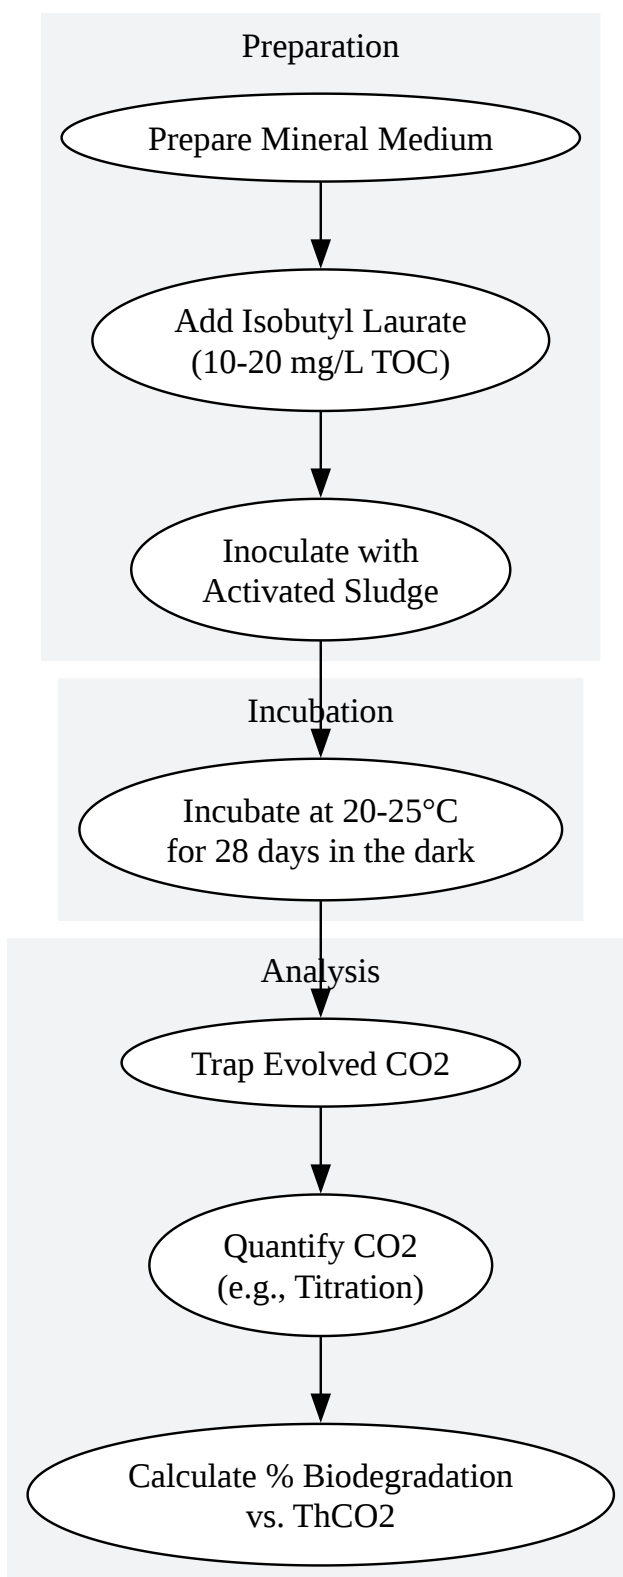 Preparation
Prepare Mineral Medium
Add Isobutyl Laurate
(10-20 mg/L TOC)
Inoculate with
Activated Sludge
Incubation
Incubate at 20-25°C
for 28 days in the dark
Analysis
Trap Evolved CO2
Quantify CO2
(e.g., Titration)
Calculate % Biodegradation
vs. ThCO2